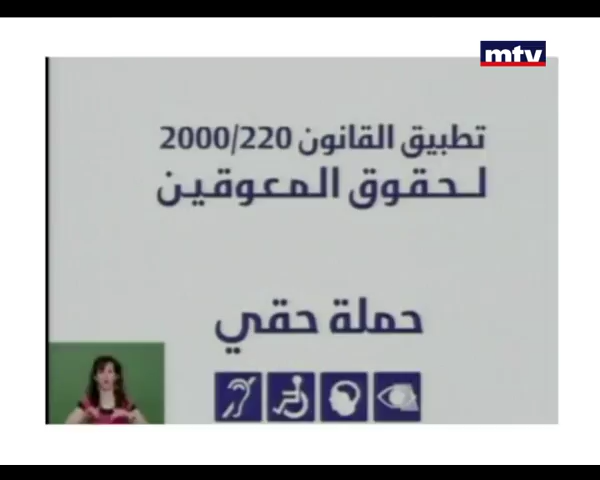 mtv
تطبيق القانون 2000/220
لحقوق المعوقين
حملة حقي